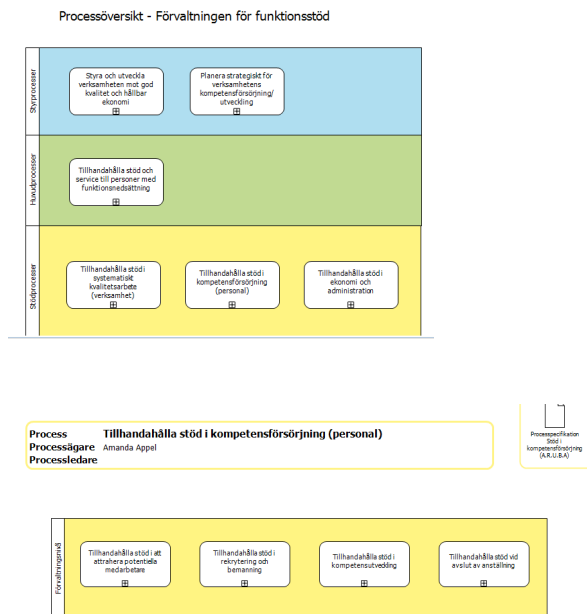 Processöversikt - Förvaltningen för funktionsstöd
Styrprocesser
Styra och utveckla
verksamheten mot god
kvalitet och hållbar
ekonomi
Planera strategiskt för
verksamhetens
kompetensförsörjning/
utveckling
Huvudprocesser
Tillhandahålla stöd och
service till personer med
funktionsnedsättning
Stödprocesser
Tillhandahålla stöd i
systematiskt
kvalitetsarbete
(verksamhet)
Tillhandahålla stöd i
kompetensförsörjning
(personal)
Tillhandahålla stöd i
ekonomi och
administration
Process Tillhandahålla stöd i kompetensförsörjning (personal)
Processägare Amanda Appel
Processledare
Processpecifikation
Stöd i
kompetensförsörjning
(A.R.U.B.A)
Förvaltningsnivå
Tillhandahålla stöd i att
attrahera potentiella
medarbetare
Tillhandahålla stöd i
rekrytering och
bemanning
Tillhandahålla stöd i
kompetensutveckling
Tillhandahålla stöd vid
avslut av anställning